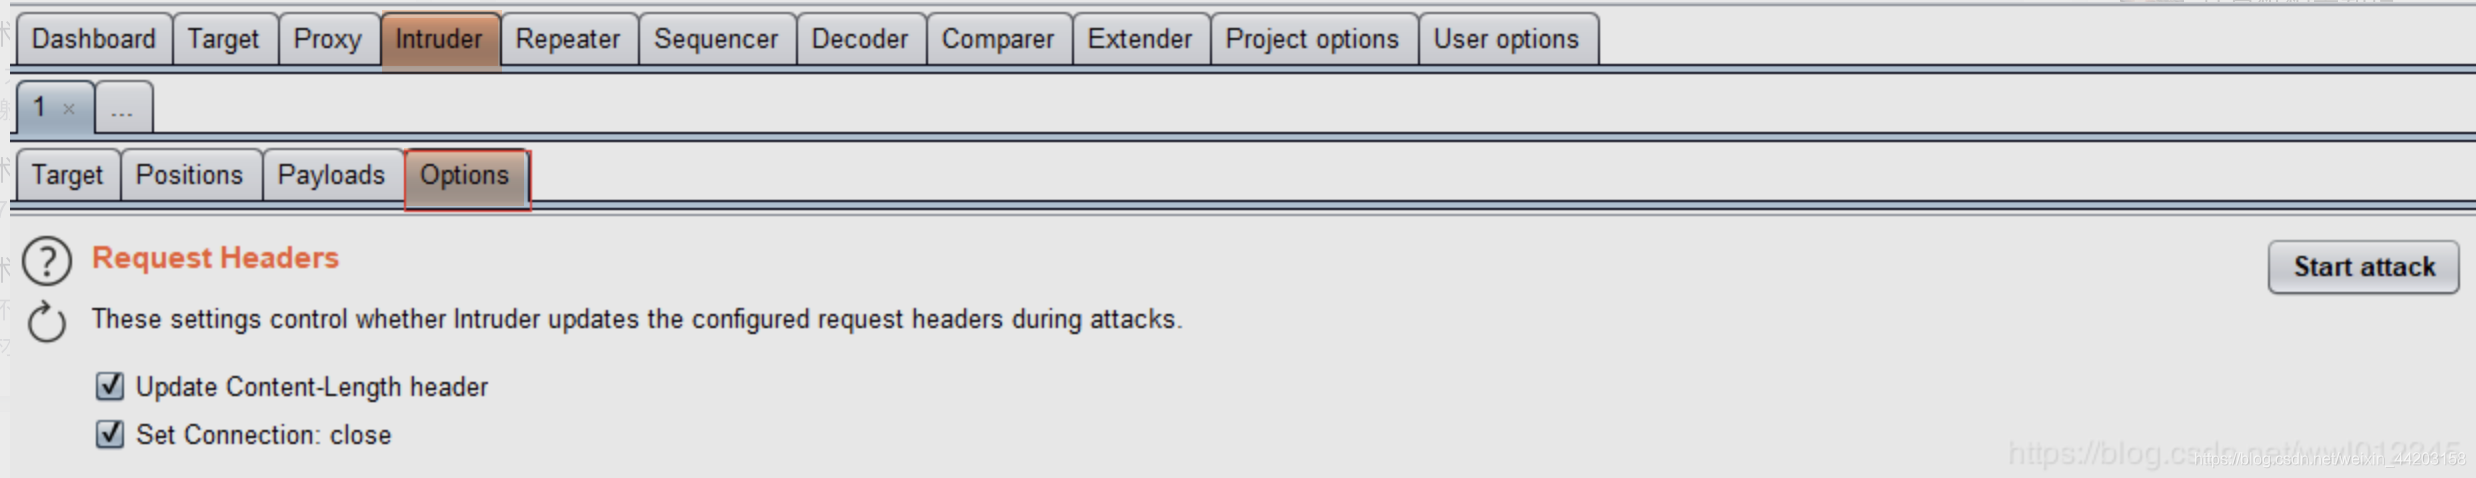 Dashboard Target Proxy Intruder Repeater Sequencer Decoder Comparer Extender Project options User options
1 × ...
Target Positions Payloads Options
? Request Headers
Start attack
These settings control whether Intruder updates the configured request headers during attacks.
Update Content-Length header
Set Connection: close
https://blog.csdn.net/weixin_44203158